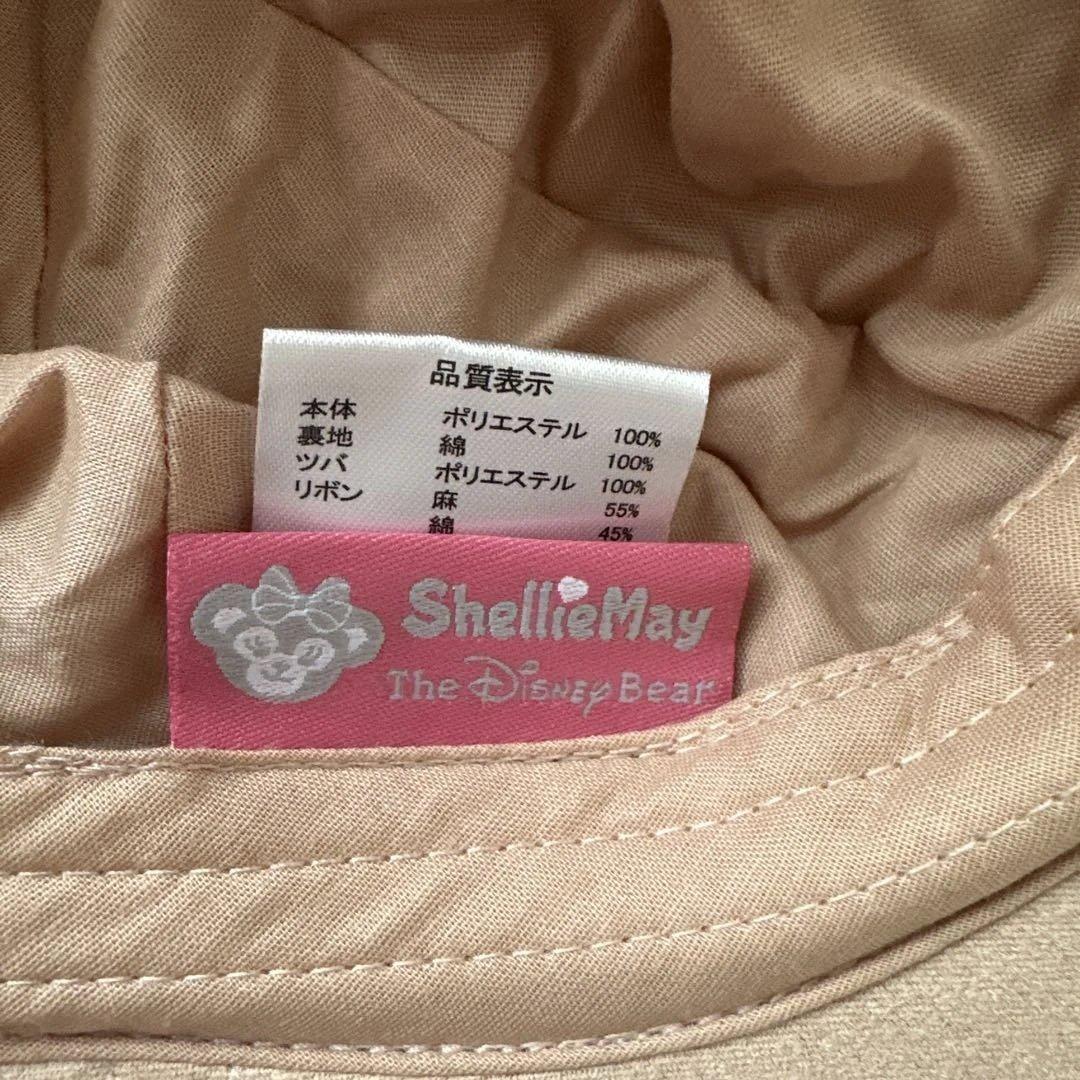 品質表示
本体 ポリエステル 100%
裏地 綿 100%
ツバ ポリエステル 100%
リボン 麻 55%
綿 45%
ShellieMay
The Disney Bear